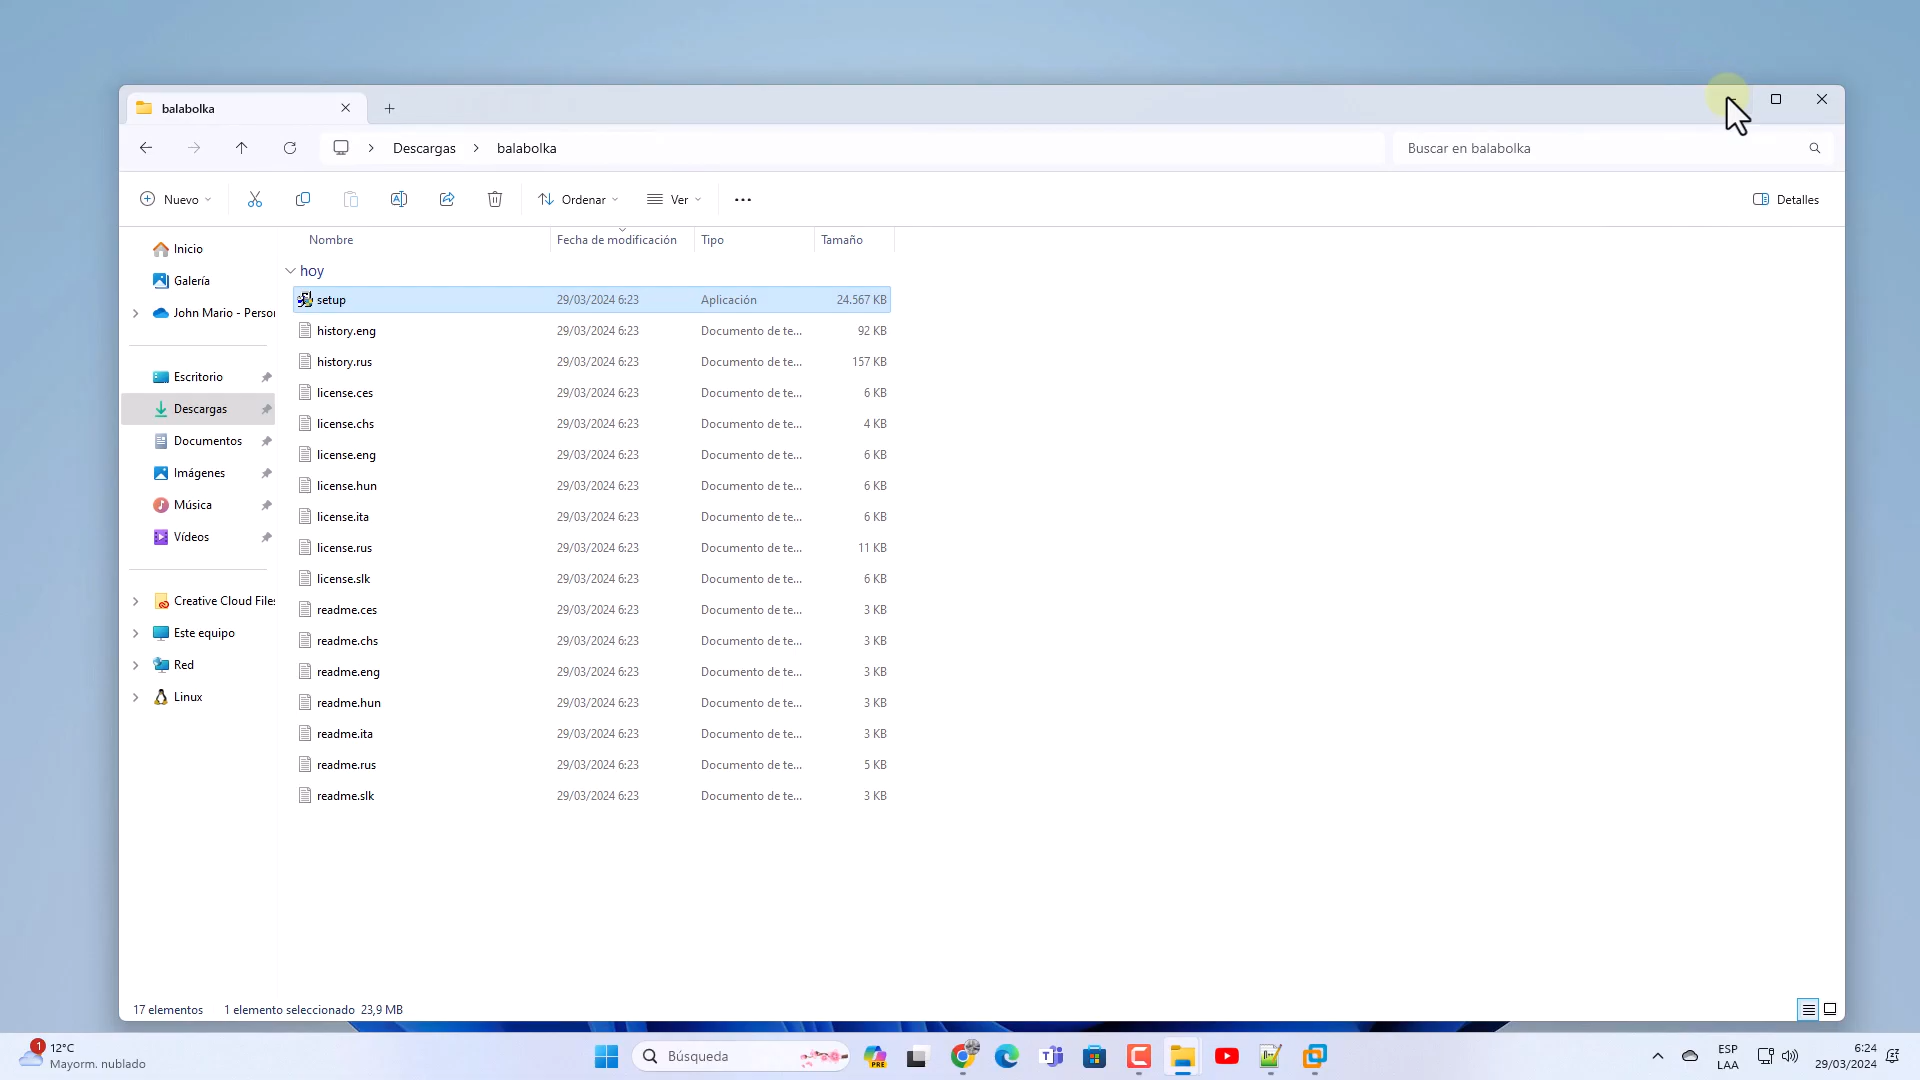 balabolka
Descargas
balabolka
Buscar en balabolka
Nuevo
Ordenar
Ver
Detalles
Nombre
Fecha de modificación
Tipo
Tamaño
Inicio
Galería
John Mario - Person
Escritorio
Descargas
Documentos
Imágenes
Música
Vídeos
Creative Cloud Files
Este equipo
Red
Linux
hoy
setup 29/03/2024 6:23 Aplicación 24.567 KB
history.eng 29/03/2024 6:23 Documento de te... 92 KB
history.rus 29/03/2024 6:23 Documento de te... 157 KB
license.ces 29/03/2024 6:23 Documento de te... 6 KB
license.chs 29/03/2024 6:23 Documento de te... 4 KB
license.eng 29/03/2024 6:23 Documento de te... 6 KB
license.hun 29/03/2024 6:23 Documento de te... 6 KB
license.ita 29/03/2024 6:23 Documento de te... 6 KB
license.rus 29/03/2024 6:23 Documento de te... 11 KB
license.slk 29/03/2024 6:23 Documento de te... 6 KB
readme.ces 29/03/2024 6:23 Documento de te... 3 KB
readme.chs 29/03/2024 6:23 Documento de te... 3 KB
readme.eng 29/03/2024 6:23 Documento de te... 3 KB
readme.hun 29/03/2024 6:23 Documento de te... 3 KB
readme.ita 29/03/2024 6:23 Documento de te... 3 KB
readme.rus 29/03/2024 6:23 Documento de te... 5 KB
readme.slk 29/03/2024 6:23 Documento de te... 3 KB
17 elementos 1 elemento seleccionado 23,9 MB
1
12°C
Mayorm. nublado
Búsqueda
PRE
ESP
LAA
6:24
29/03/2024